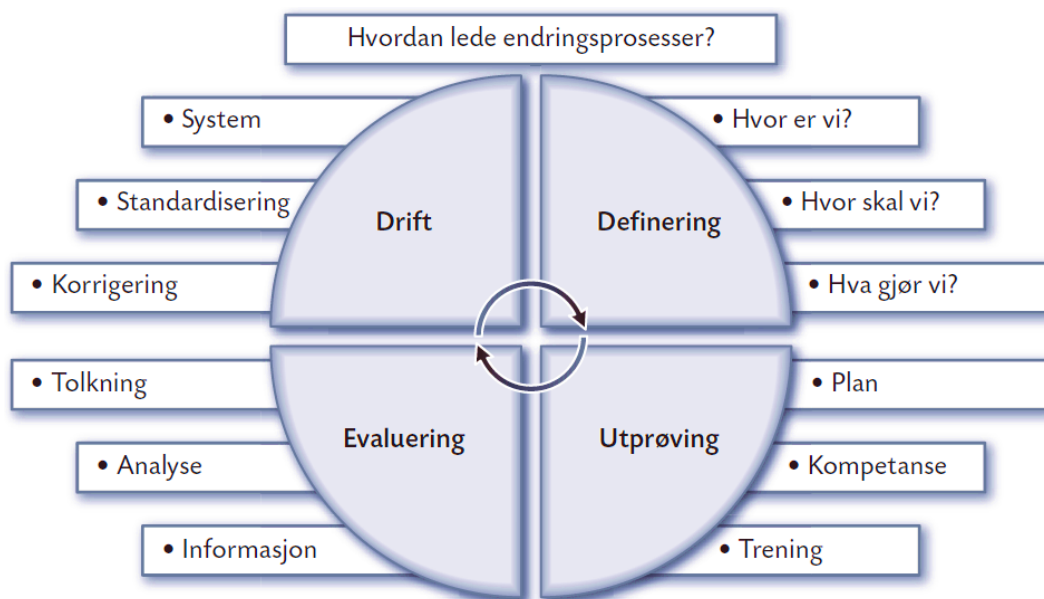 Hvordan lede endringsprosesser?
• System
• Standardisering
• Korrigering
Drift
• Hvor er vi?
• Hvor skal vi?
• Hva gjør vi?
Definering
• Tolkning
• Analyse
• Informasjon
Evaluering
• Plan
• Kompetanse
• Trening
Utprøving